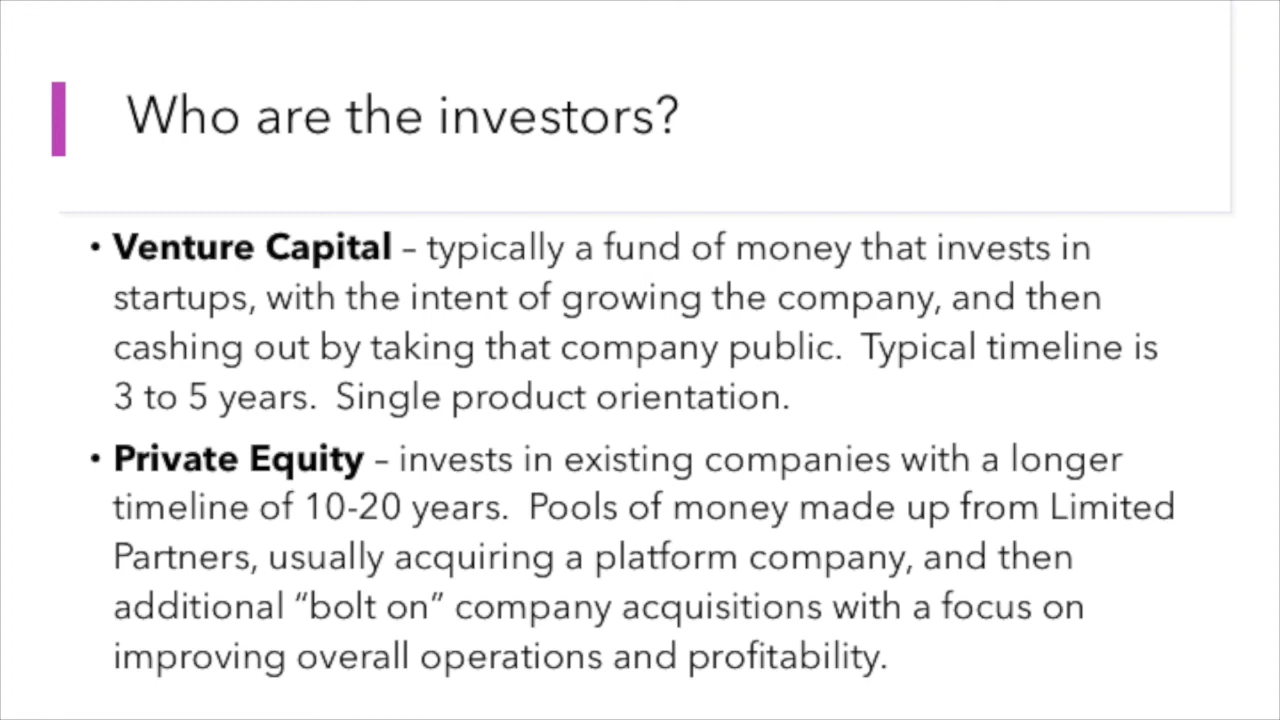 Who are the investors?
• Venture Capital – typically a fund of money that invests in
startups, with the intent of growing the company, and then
cashing out by taking that company public.  Typical timeline is
3 to 5 years.  Single product orientation.
• Private Equity – invests in existing companies with a longer
timeline of 10-20 years.  Pools of money made up from Limited
Partners, usually acquiring a platform company, and then
additional “bolt on” company acquisitions with a focus on
improving overall operations and profitability.